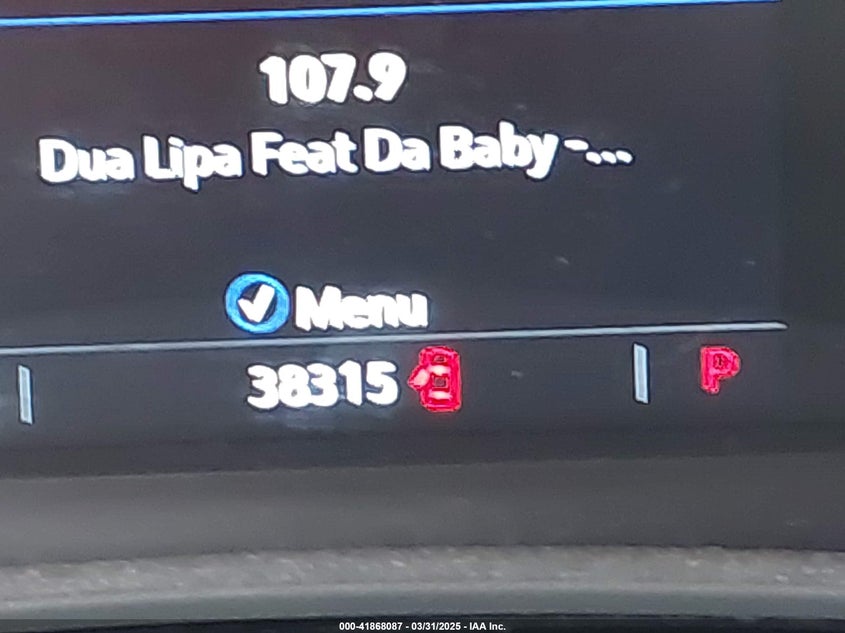 107.9
Dua Lipa Feat Da Baby -...
Menu
38315
P
000-41868087 - 03/31/2025 - IAA Inc.